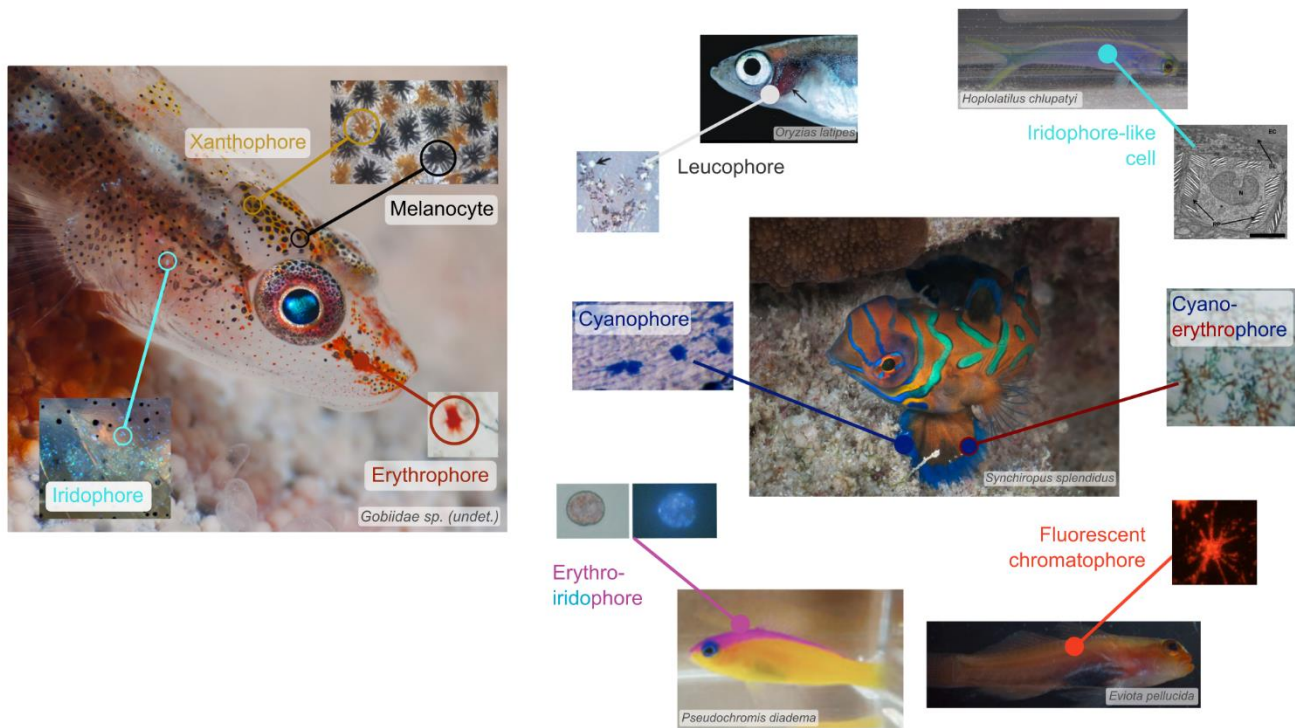 Xanthophore
Melanocyte
Iridophore
Erythrophore
Gobiidae sp. (undet.)
Oryzias latipes
Leucophore
Hoplolatilus chlupatyi
Iridophore-like
cell
EC
N
Cyanophore
Cyano-
erythrophore
Synchiropus splendidus
Erythro-
iridophore
Pseudochromis diadema
Fluorescent
chromatophore
Eviota pellucida